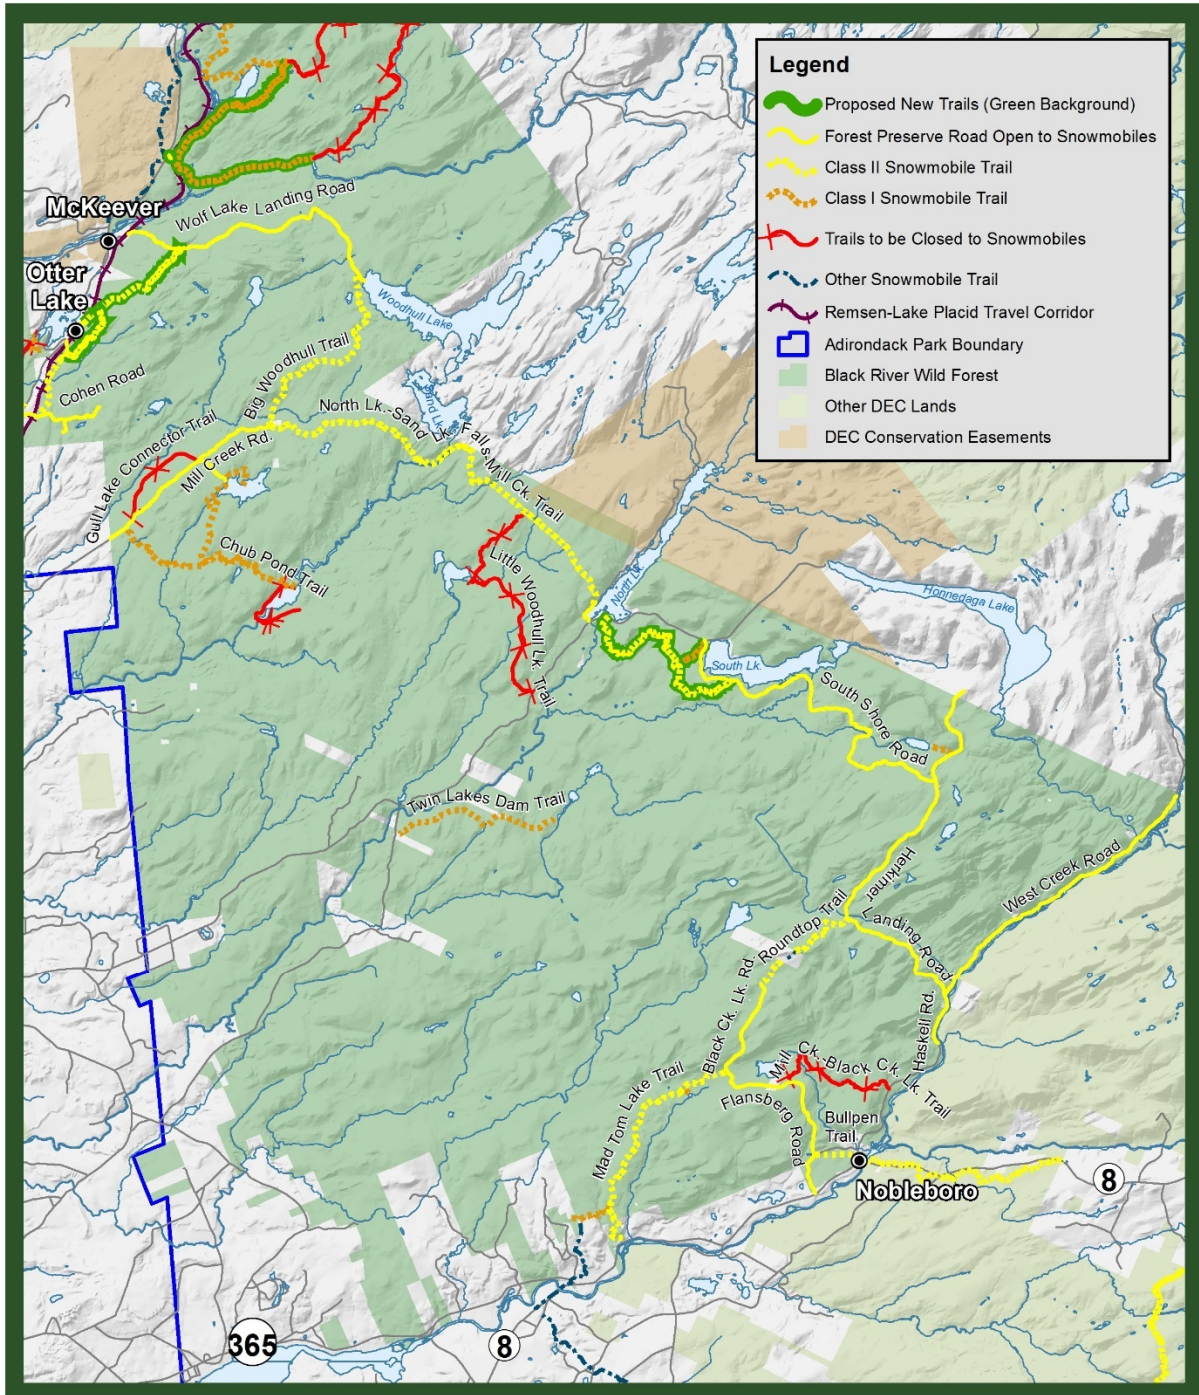 Legend
Proposed New Trails (Green Background)
Forest Preserve Road Open to Snowmobiles
Class II Snowmobile Trail
Class I Snowmobile Trail
Trails to be Closed to Snowmobiles
Other Snowmobile Trail
Remsen-Lake Placid Travel Corridor
Adirondack Park Boundary
Black River Wild Forest
Other DEC Lands
DEC Conservation Easements
McKeever
Wolf Lake Landing Road
Otter
Lake
Woodhull Lake
Cohen Road
Big Woodhull Trail
Sand Lk.
North Lk.-Sand Lk. Falls-Mill Ck. Trail
Gull Lake Connector Trail
Mill Creek Rd.
Chub Pond Trail
Little Woodhull Lk. Trail
North Lk.
Honnedaga Lake
South Lk.
South Shore Road
Twin Lakes Dam Trail
Herkimer
Landing Road
West Creek Road
Roundtop Trail
Black Ck. Lk. Rd.
Haskell Rd.
Mill Ck.-Black Ck. Lk. Trail
Mad Tom Lake Trail
Flansberg Road
Bullpen
Trail
Nobleboro
8
365
8